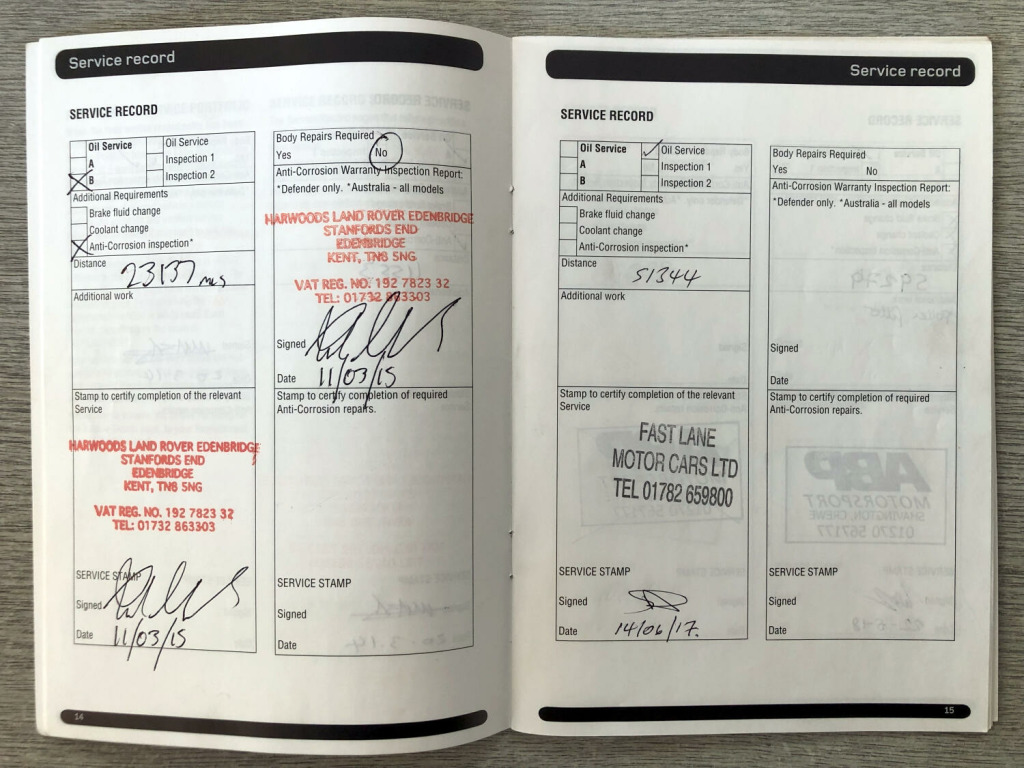 Service record
SERVICE RECORD
Oil Service
A
B
Oil Service
Inspection 1
Inspection 2
Additional Requirements
Brake fluid change
Coolant change
Anti-Corrosion inspection*
Distance
23137 mls
Additional work
Stamp to certify completion of the relevant
Service
HARWOODS LAND ROVER EDENBRIDGE
STANFORDS END
EDENBRIDGE
KENT, TN8 5NG
VAT REG. NO. 192 7823 32
TEL: 01732 863303
SERVICE STAMP
Signed
Date 11/03/15
Body Repairs Required
Yes No
Anti-Corrosion Warranty Inspection Report:
*Defender only. *Australia - all models
HARWOODS LAND ROVER EDENBRIDGE
STANFORDS END
EDENBRIDGE
KENT, TN8 5NG
VAT REG. NO. 192 7823 32
TEL: 01732 863303
Signed
Date 11/03/15
Stamp to certify completion of required
Anti-Corrosion repairs.
SERVICE STAMP
Signed
Date
14
Service record
SERVICE RECORD
Oil Service
A
B
Oil Service
Inspection 1
Inspection 2
Additional Requirements
Brake fluid change
Coolant change
Anti-Corrosion inspection*
Distance
51344
Additional work
Stamp to certify completion of the relevant
Service
FAST LANE
MOTOR CARS LTD
TEL 01782 659800
SERVICE STAMP
Signed
Date 14/06/17.
Body Repairs Required
Yes No
Anti-Corrosion Warranty Inspection Report:
*Defender only. *Australia - all models
Signed
Date
Stamp to certify completion of required
Anti-Corrosion repairs.
SERVICE STAMP
Signed
Date
15